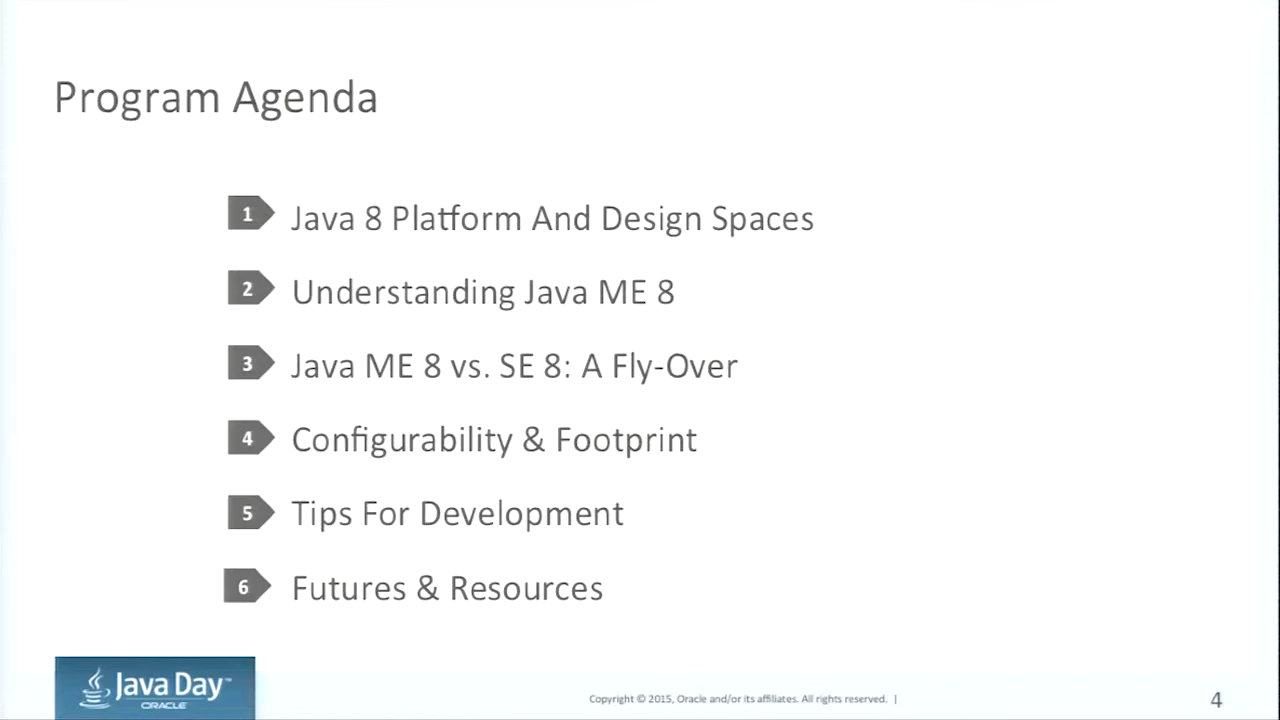 Program Agenda
1 Java 8 Platform And Design Spaces
2 Understanding Java ME 8
3 Java ME 8 vs. SE 8: A Fly-Over
4 Configurability & Footprint
5 Tips For Development
6 Futures & Resources
Java Day™
ORACLE
Copyright © 2015, Oracle and/or its affiliates. All rights reserved. |
4